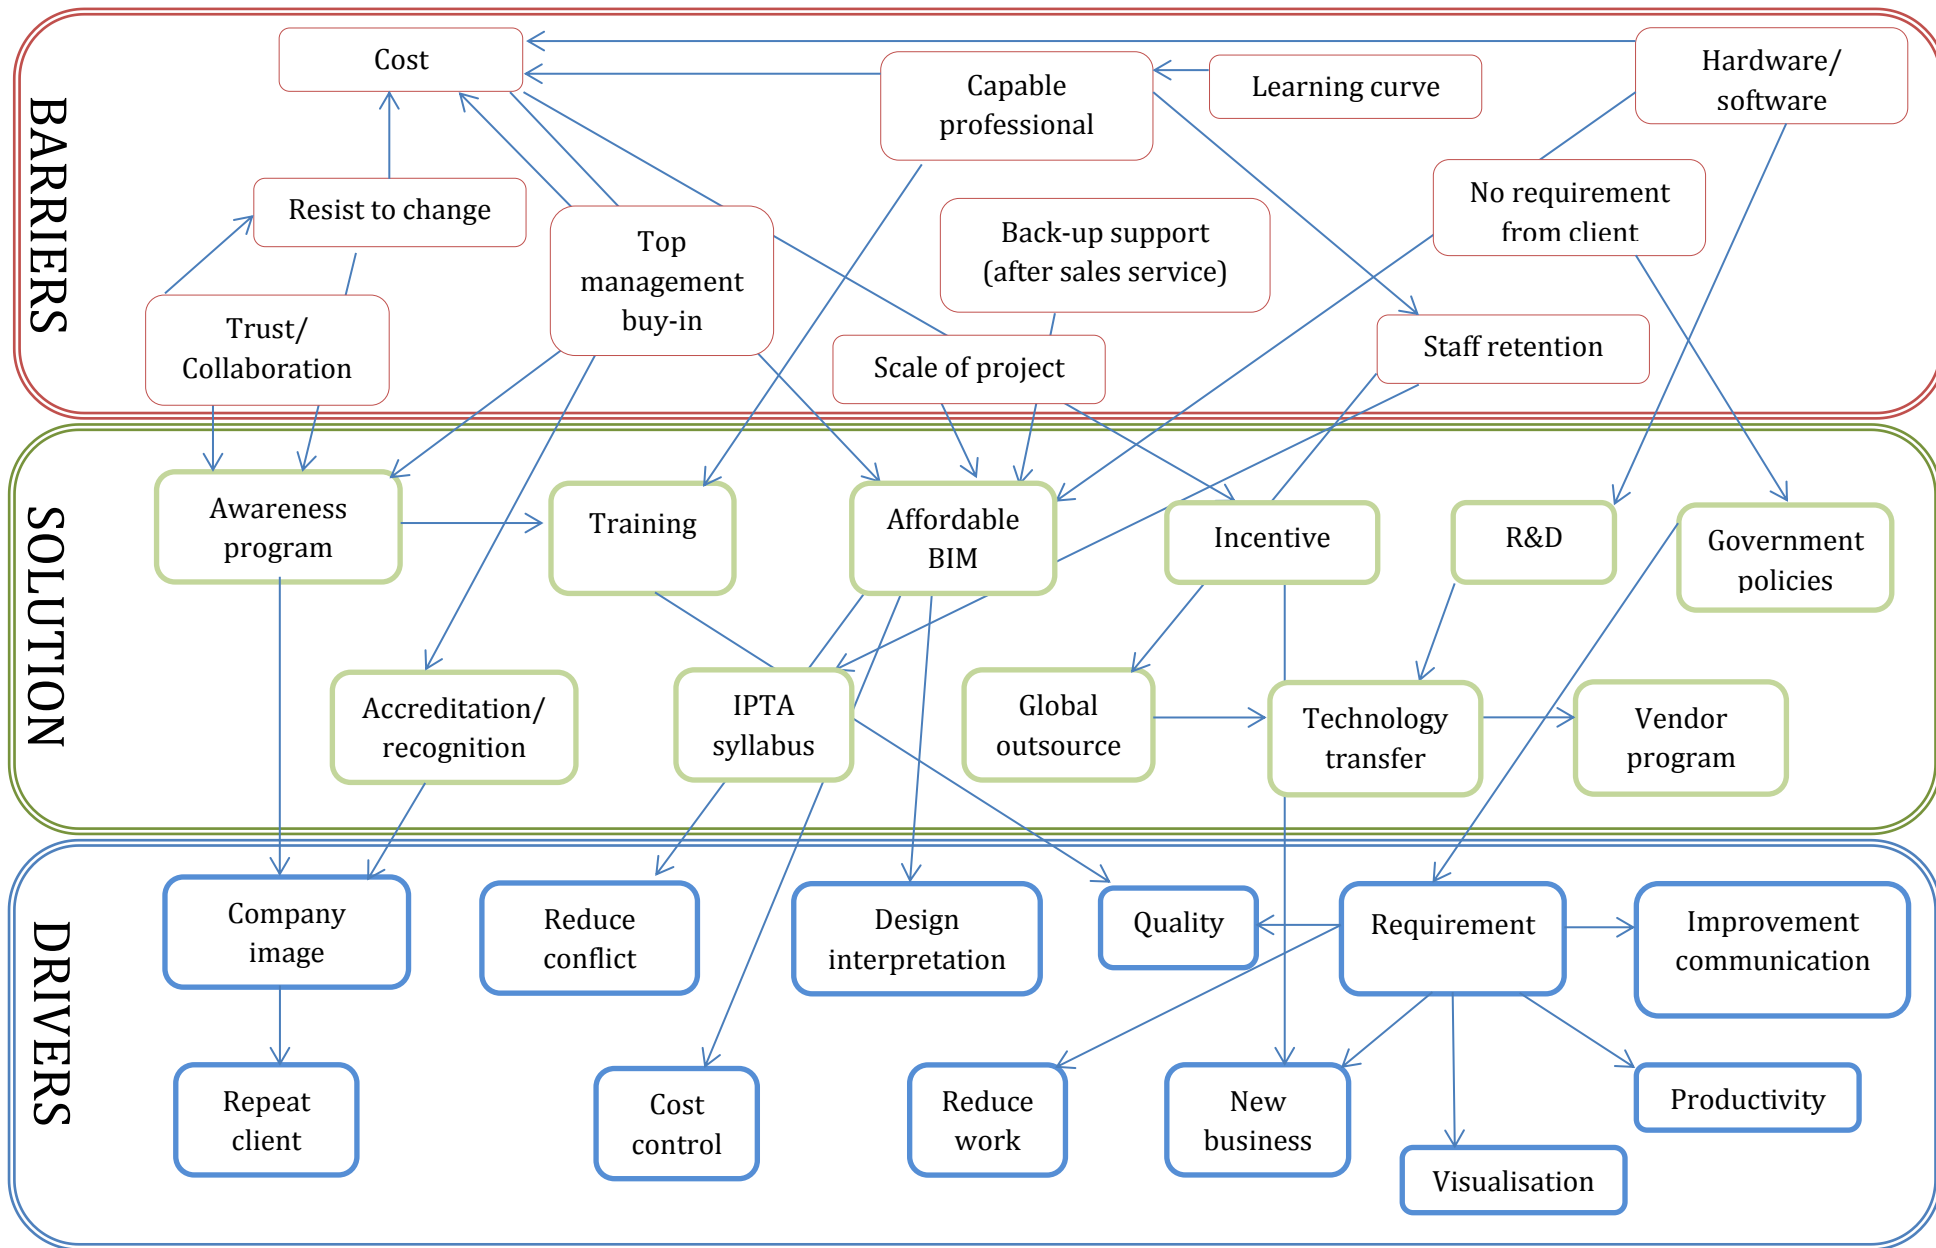 BARRIERS
Cost
Capable
professional
Learning curve
Hardware/
software
Resist to change
Top
management
buy-in
Back-up support
(after sales service)
No requirement
from client
Trust/
Collaboration
Scale of project
Staff retention
SOLUTION
Awareness
program
Training
Affordable
BIM
Incentive
R&D
Government
policies
Accreditation/
recognition
IPTA
syllabus
Global
outsource
Technology
transfer
Vendor
program
DRIVERS
Company
image
Reduce
conflict
Design
interpretation
Quality
Requirement
Improvement
communication
Repeat
client
Cost
control
Reduce
work
New
business
Visualisation
Productivity